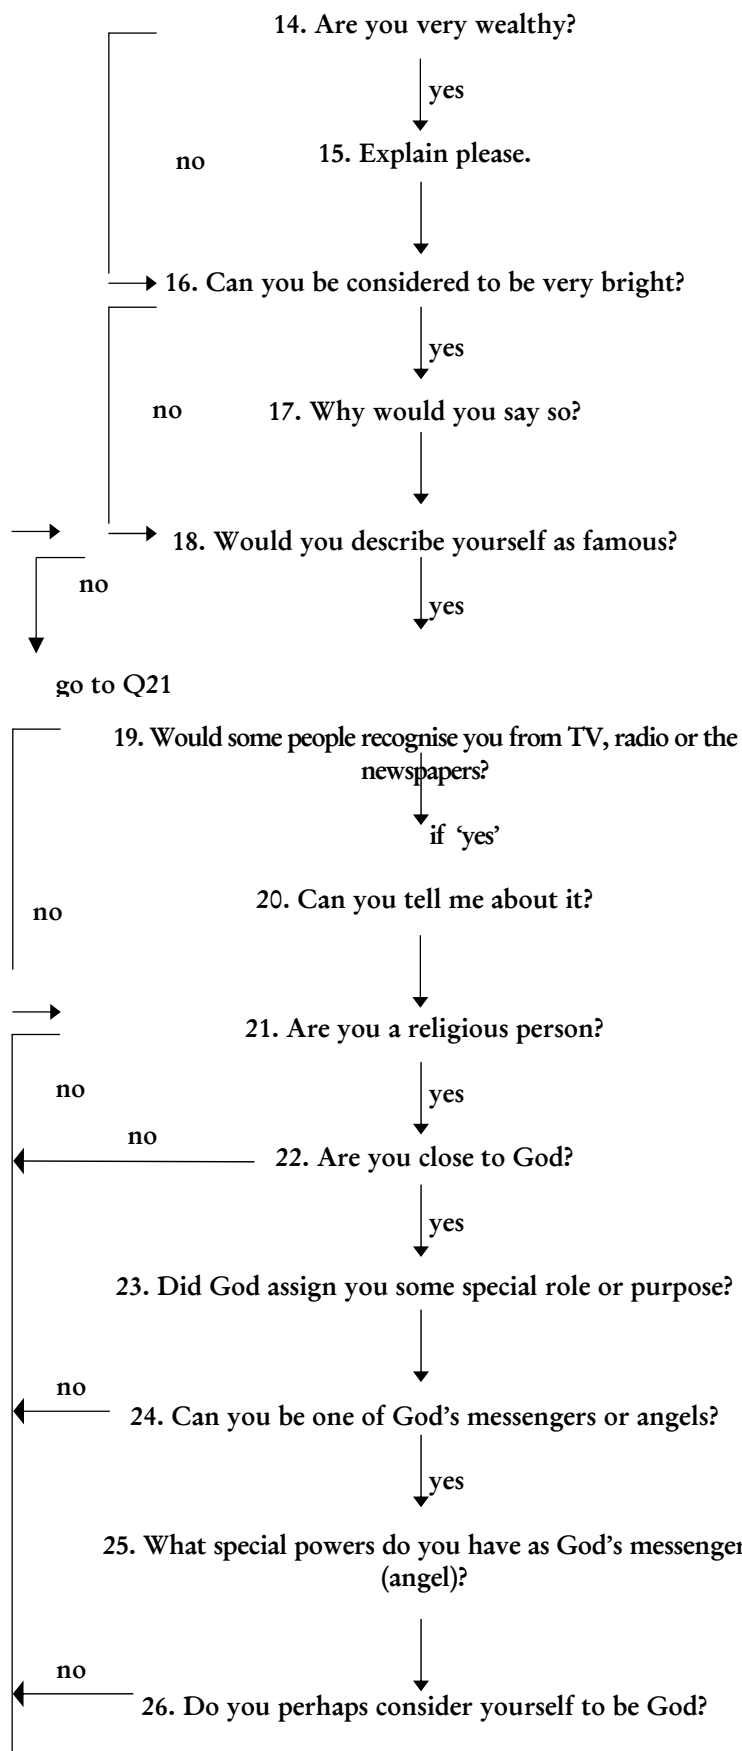 14. Are you very wealthy?
yes
no
15. Explain please.
16. Can you be considered to be very bright?
yes
no
17. Why would you say so?
18. Would you describe yourself as famous?
no
yes
go to Q21
19. Would some people recognise you from TV, radio or the
newspapers?
if ‘yes’
20. Can you tell me about it?
no
21. Are you a religious person?
no
yes
no
22. Are you close to God?
yes
23. Did God assign you some special role or purpose?
no
24. Can you be one of God’s messengers or angels?
yes
25. What special powers do you have as God’s messenger
(angel)?
no
26. Do you perhaps consider yourself to be God?